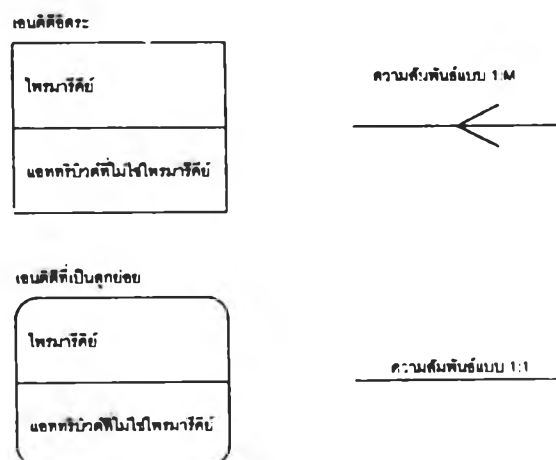 เอนติตีอิสระ
ไพรมารีคีย์
แอททริบิวต์ที่ไม่ใช่ไพรมารีคีย์
ความสัมพันธ์แบบ 1:M
เอนติตีที่เป็นลูกย่อย
ไพรมารีคีย์
แอททริบิวต์ที่ไม่ใช่ไพรมารีคีย์
ความสัมพันธ์แบบ 1:1